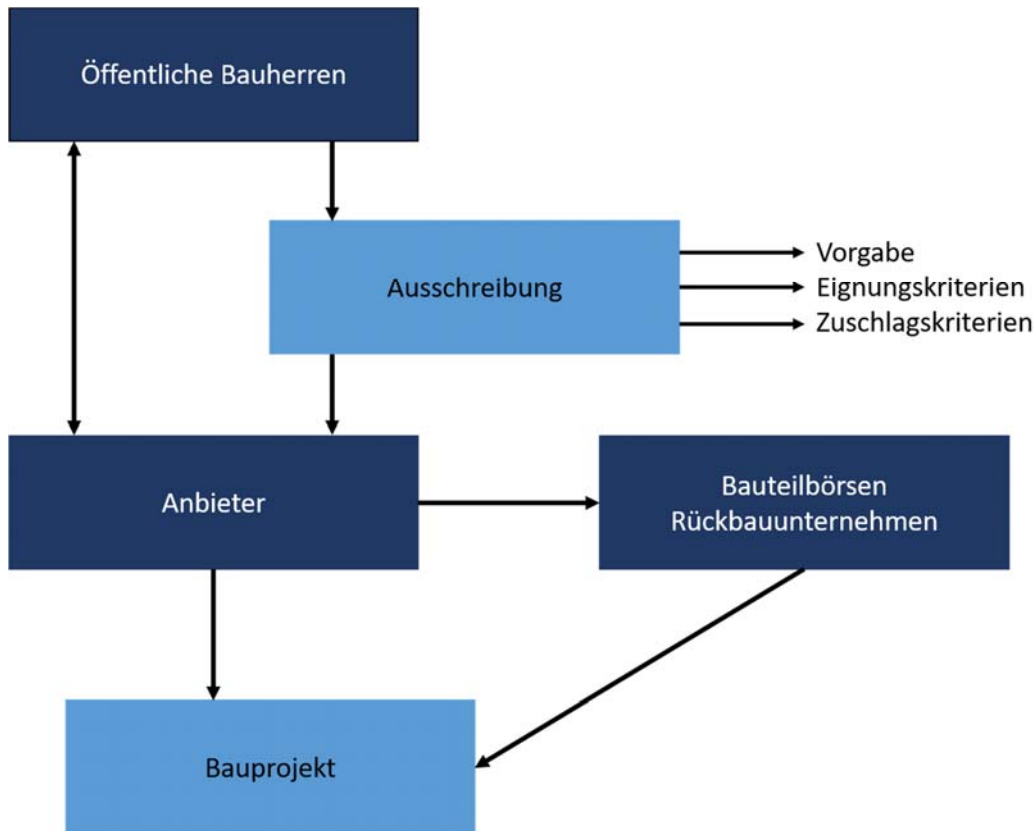 Öffentliche Bauherren
Ausschreibung
Vorgabe
Eignungskriterien
Zuschlagskriterien
Anbieter
Bauteilbörsen
Rückbauunternehmen
Bauprojekt